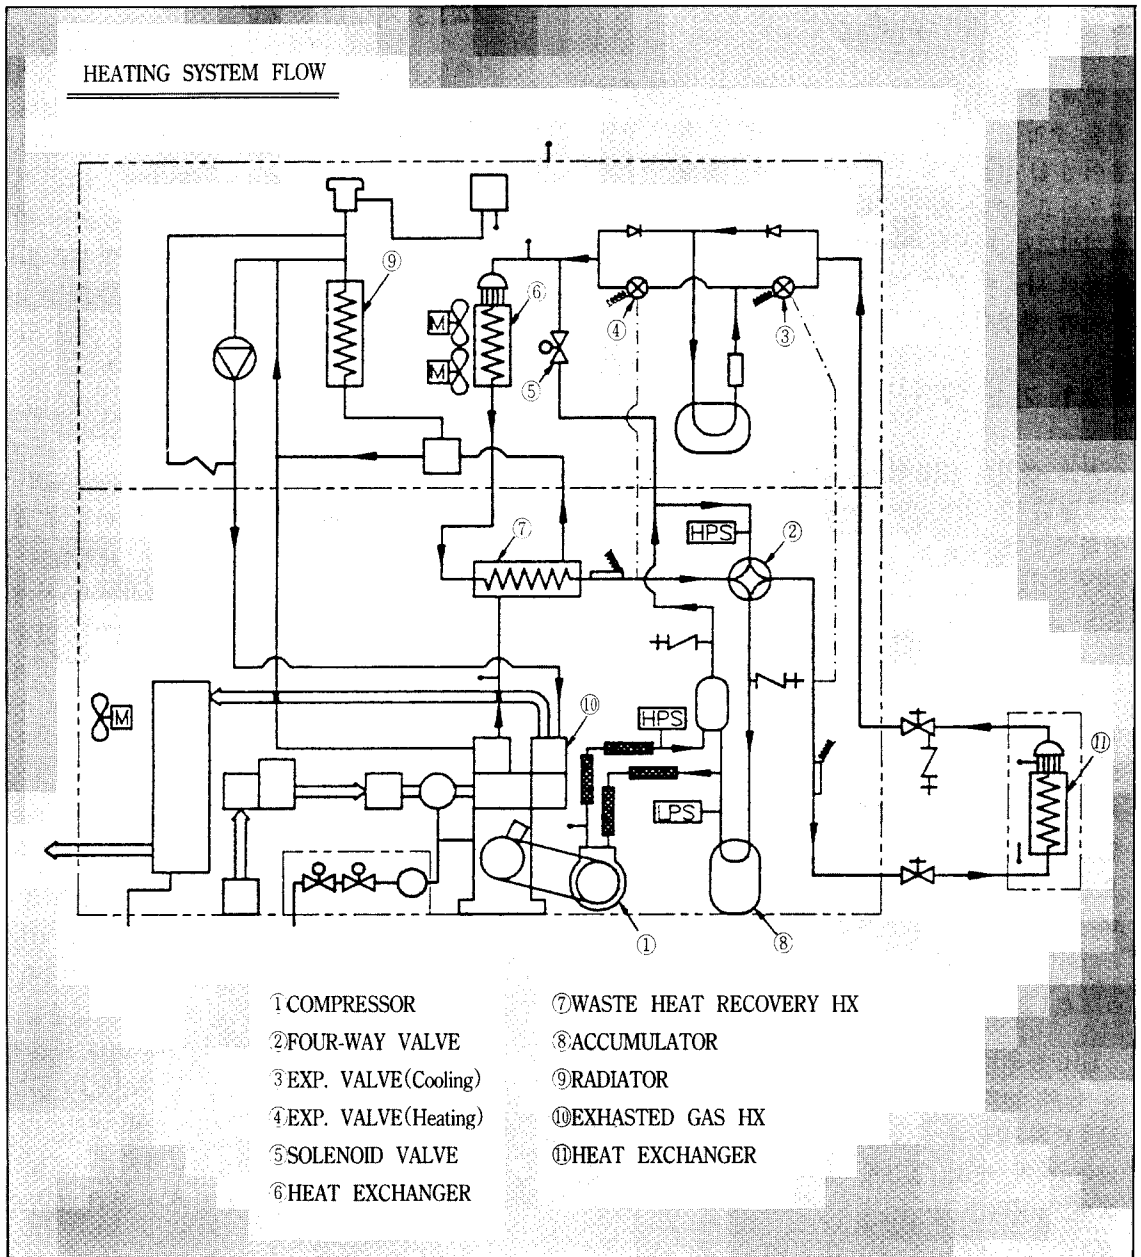 HEATING SYSTEM FLOW
⑨
⑥
M
④
③
M
⑤
⑦
HPS
②
M
⑩
HPS
⑪
LPS
①
⑧
①COMPRESSOR
②FOUR-WAY VALVE
③EXP. VALVE(Cooling)
④EXP. VALVE(Heating)
⑤SOLENOID VALVE
⑥HEAT EXCHANGER
⑦WASTE HEAT RECOVERY HX
⑧ACCUMULATOR
⑨RADIATOR
⑩EXHASTED GAS HX
⑪HEAT EXCHANGER